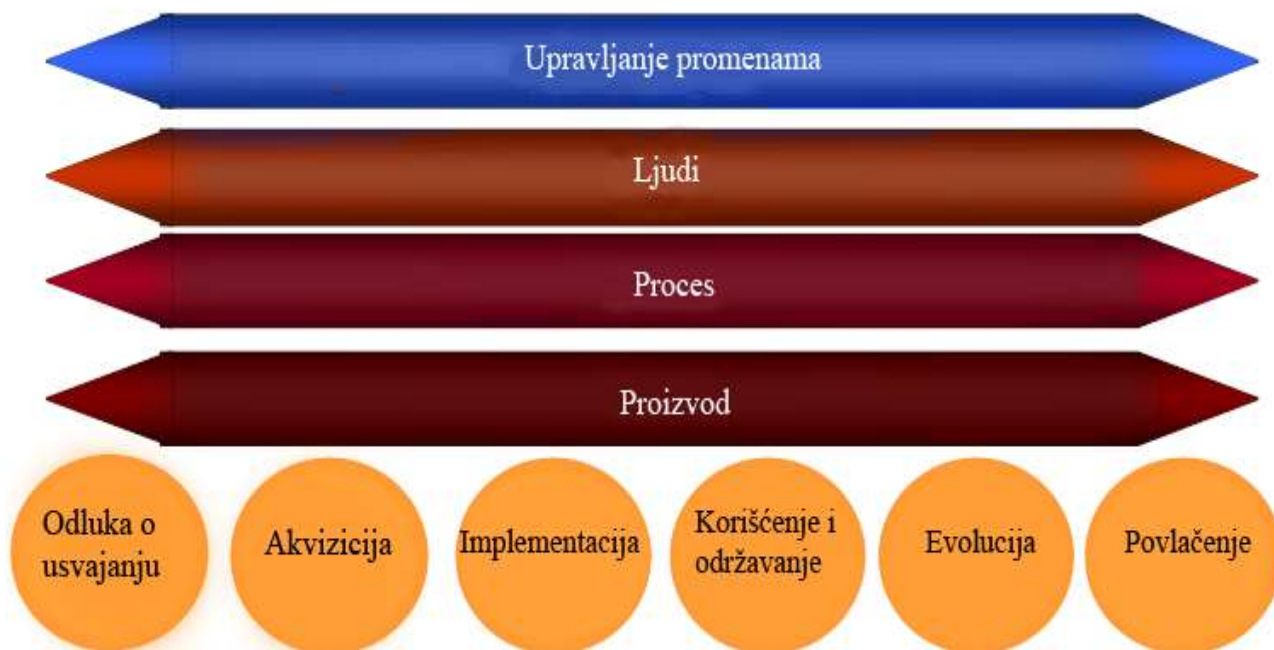 Upravljanje promenama
Ljudi
Proces
Proizvod
Odluka o
usvajanju
Akvizicija
Implementacija
Korišćenje i
održavanje
Evolucija
Povlačenje